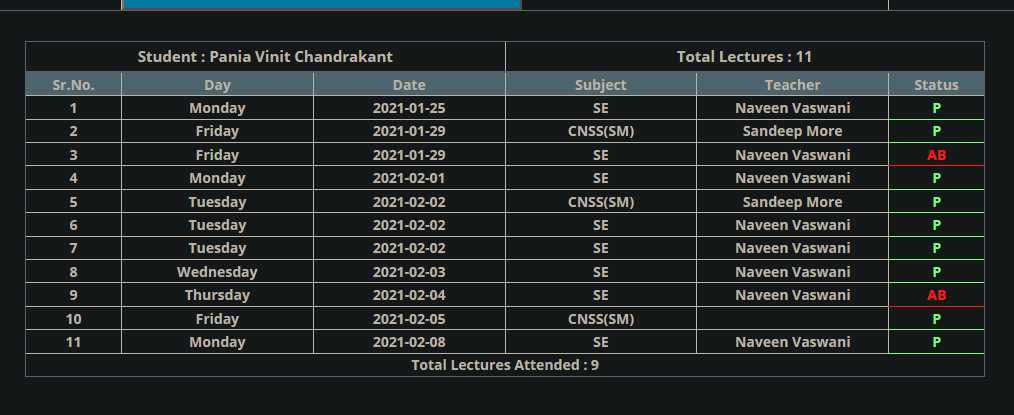 Student : Pania Vinit Chandrakant Total Lectures : 11
Sr.No. Day Date Subject Teacher Status
1 Monday 2021-01-25 SE Naveen Vaswani P
2 Friday 2021-01-29 CNSS(SM) Sandeep More P
3 Friday 2021-01-29 SE Naveen Vaswani AB
4 Monday 2021-02-01 SE Naveen Vaswani P
5 Tuesday 2021-02-02 CNSS(SM) Sandeep More P
6 Tuesday 2021-02-02 SE Naveen Vaswani P
7 Tuesday 2021-02-02 SE Naveen Vaswani P
8 Wednesday 2021-02-03 SE Naveen Vaswani P
9 Thursday 2021-02-04 SE Naveen Vaswani AB
10 Friday 2021-02-05 CNSS(SM) P
11 Monday 2021-02-08 SE Naveen Vaswani P
Total Lectures Attended : 9